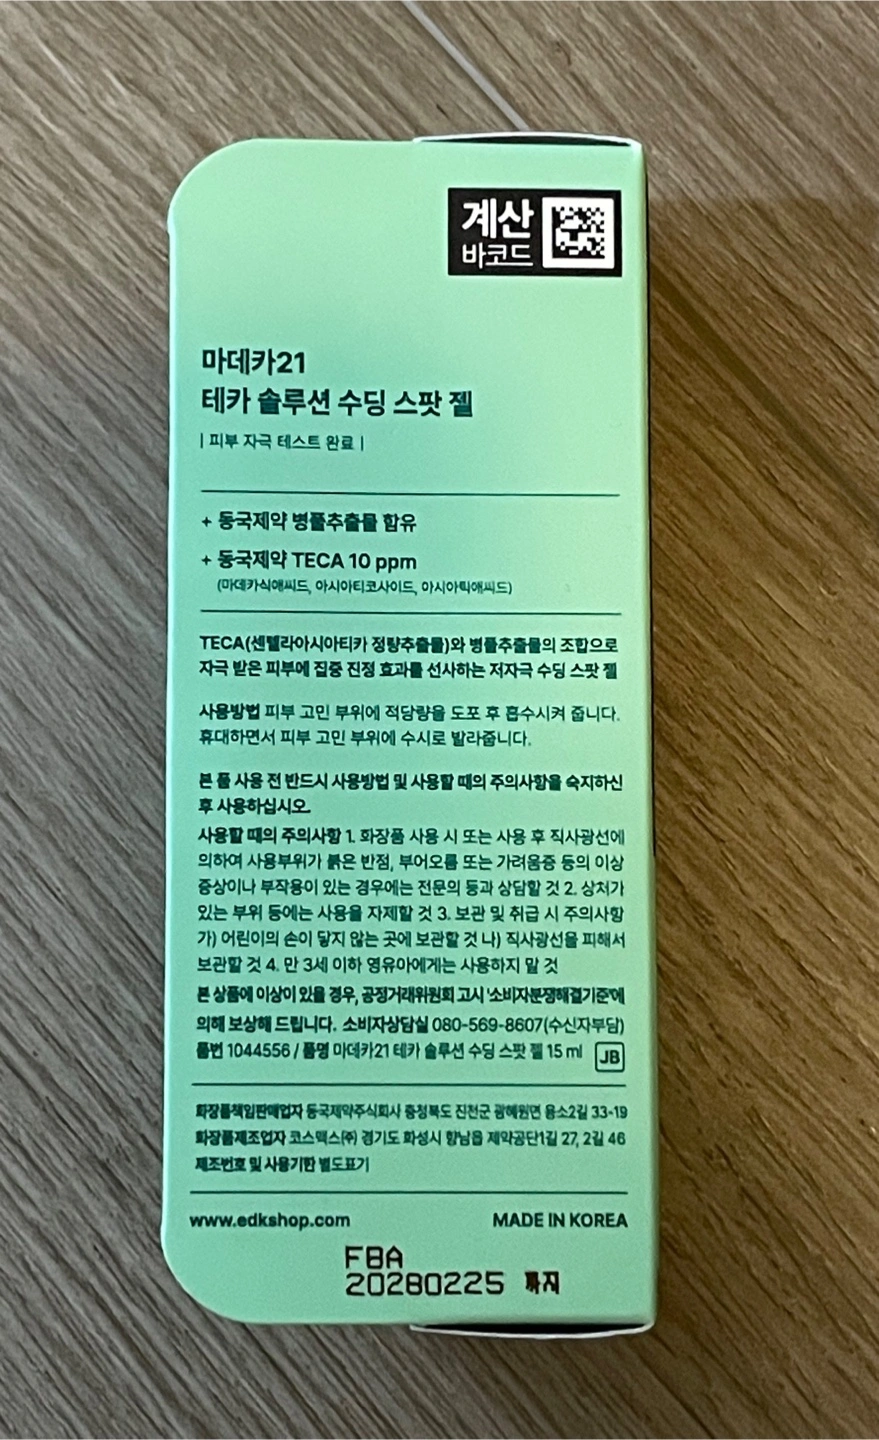 계산
바코드
마데카21
테카 솔루션 수딩 스팟 젤
| 피부 자극 테스트 완료 |
+ 동국제약 병풀추출물 함유
+ 동국제약 TECA 10 ppm
(마데카식애씨드, 아시아티코사이드, 아시아틱애씨드)
TECA(센텔라아시아티카 정량추출물)와 병풀추출물의 조합으로
자극 받은 피부에 집중 진정 효과를 선사하는 저자극 수딩 스팟 젤
사용방법 피부 고민 부위에 적당량을 도포 후 흡수시켜 줍니다.
휴대하면서 피부 고민 부위에 수시로 발라줍니다.
본 품 사용 전 반드시 사용방법 및 사용할 때의 주의사항을 숙지하신
후 사용하십시오.
사용할 때의 주의사항 1. 화장품 사용 시 또는 사용 후 직사광선에
의하여 사용부위가 붉은 반점, 부어오름 또는 가려움증 등의 이상
증상이나 부작용이 있는 경우에는 전문의 등과 상담할 것 2. 상처가
있는 부위 등에는 사용을 자제할 것 3. 보관 및 취급 시 주의사항
가) 어린이의 손이 닿지 않는 곳에 보관할 것 나) 직사광선을 피해서
보관할 것 4. 만 3세 이하 영유아에게는 사용하지 말 것
본 상품에 이상이 있을 경우, 공정거래위원회 고시 '소비자분쟁해결기준'에
의해 보상해 드립니다. 소비자상담실 080-569-8607(수신자부담)
품번 1044556 / 품명 마데카21 테카 솔루션 수딩 스팟 젤 15 ml JB
화장품책임판매업자 동국제약주식회사 충청북도 진천군 광혜원면 용소2길 33-19
화장품제조업자 코스맥스㈜ 경기도 화성시 향남읍 제약공단1길 27, 2길 46
제조번호 및 사용기한 별도표기
www.edkshop.com MADE IN KOREA
FBA
20280225 까지